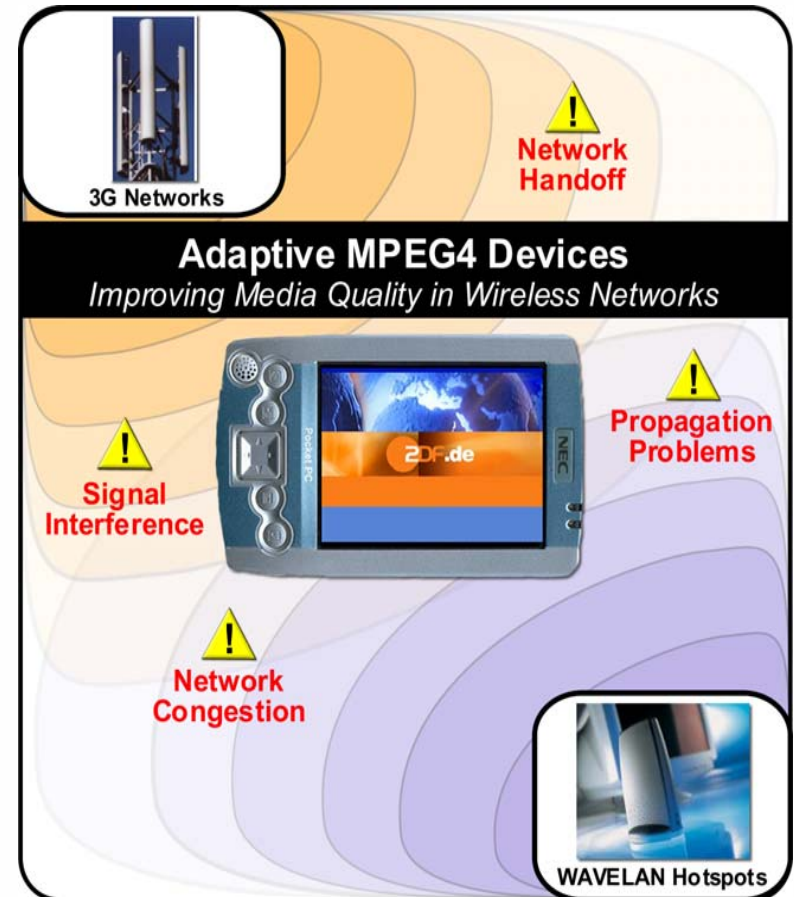 3G Networks
!
Network
Handoff
Adaptive MPEG4 Devices
Improving Media Quality in Wireless Networks
!
Propagation
Problems
Pocket PC
2DF.de
NEC
!
Signal
Interference
!
Network
Congestion
WAVELAN Hotspots